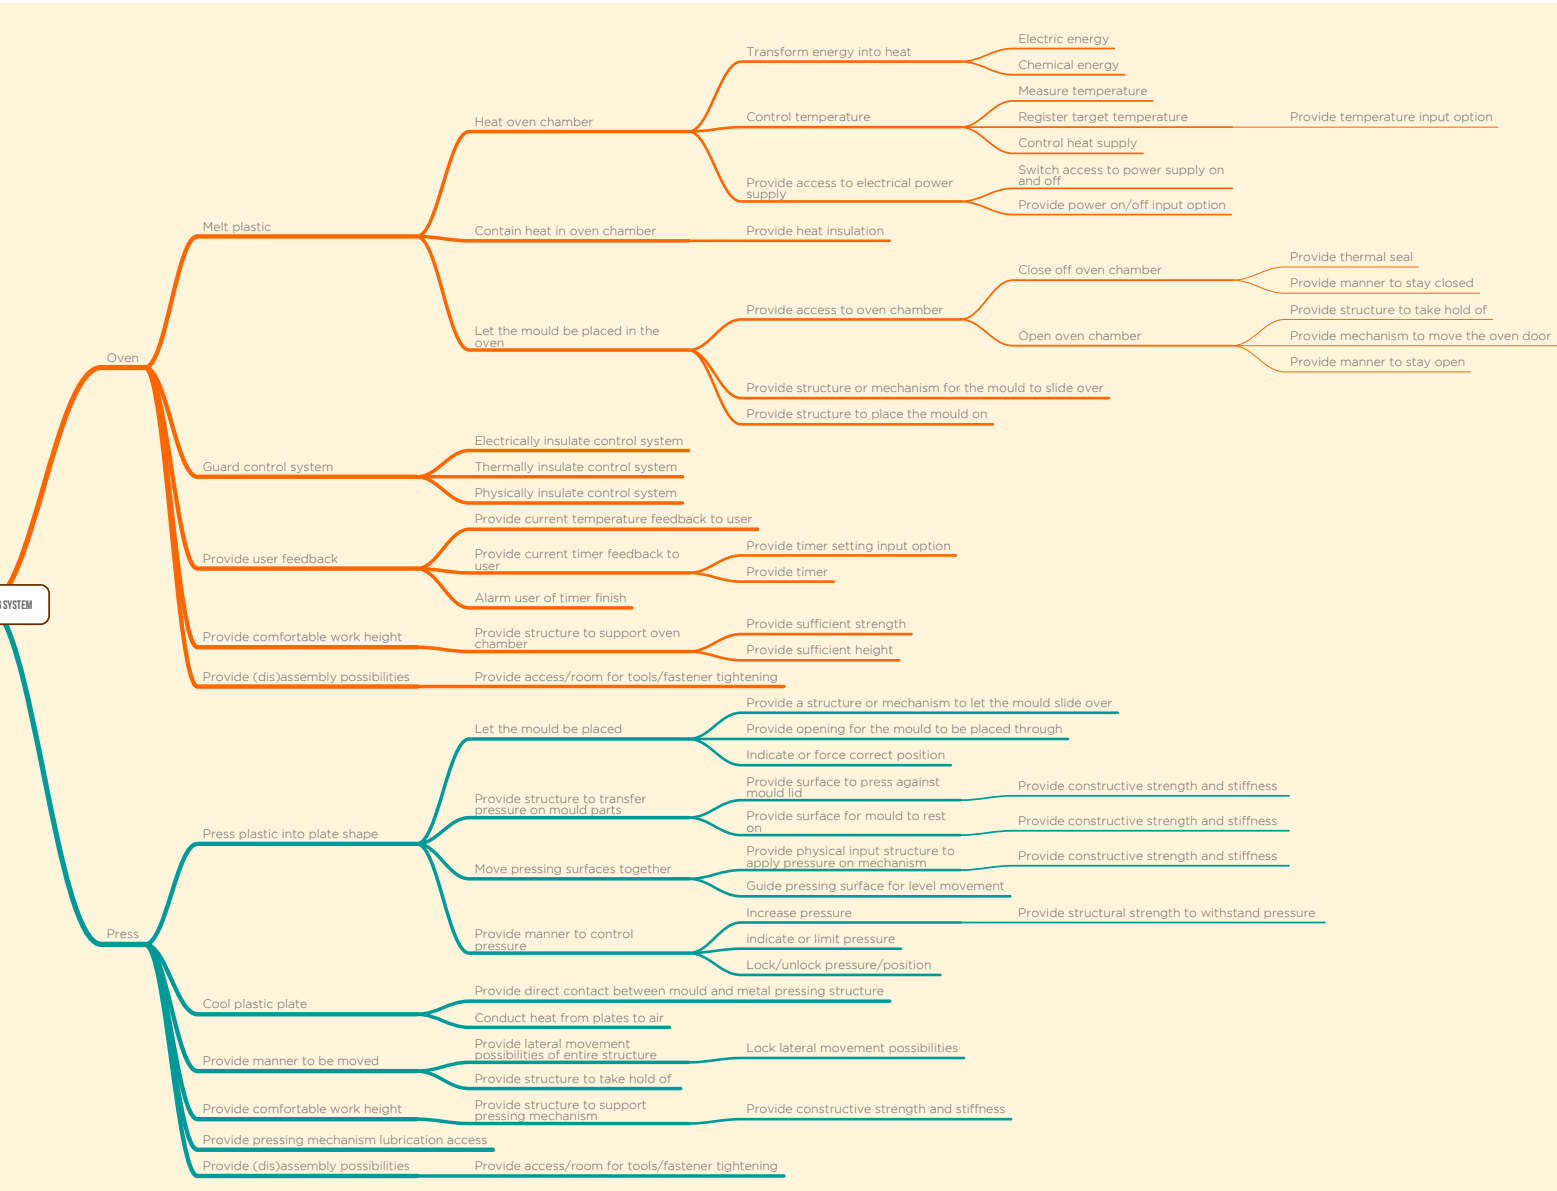 Electric energy
Transform energy into heat
Chemical energy
Measure temperature
Heat oven chamber
Control temperature
Register target temperature
Provide temperature input option
Control heat supply
Switch access to power supply on
and off
Provide access to electrical power
supply
Provide power on/off input option
Melt plastic
Contain heat in oven chamber
Provide heat insulation
Provide thermal seal
Close off oven chamber
Provide manner to stay closed
Provide access to oven chamber
Provide structure to take hold of
Let the mould be placed in the
oven
Open oven chamber
Provide mechanism to move the oven door
Oven
Provide manner to stay open
Provide structure or mechanism for the mould to slide over
Provide structure to place the mould on
Electrically insulate control system
Guard control system
Thermally insulate control system
Physically insulate control system
Provide current temperature feedback to user
Provide user feedback
Provide current timer feedback to
user
Provide timer setting input option
Provide timer
Alarm user of timer finish
SYSTEM
Provide comfortable work height
Provide structure to support oven
chamber
Provide sufficient strength
Provide sufficient height
Provide (dis)assembly possibilities
Provide access/room for tools/fastener tightening
Provide a structure or mechanism to let the mould slide over
Let the mould be placed
Provide opening for the mould to be placed through
Indicate or force correct position
Provide surface to press against
mould lid
Provide constructive strength and stiffness
Provide structure to transfer
pressure on mould parts
Provide surface for mould to rest
on
Provide constructive strength and stiffness
Press plastic into plate shape
Provide physical input structure to
apply pressure on mechanism
Provide constructive strength and stiffness
Move pressing surfaces together
Guide pressing surface for level movement
Increase pressure
Provide structural strength to withstand pressure
Press
Provide manner to control
pressure
indicate or limit pressure
Lock/unlock pressure/position
Cool plastic plate
Provide direct contact between mould and metal pressing structure
Conduct heat from plates to air
Provide manner to be moved
Provide lateral movement
possibilities of entire structure
Lock lateral movement possibilities
Provide structure to take hold of
Provide comfortable work height
Provide structure to support
pressing mechanism
Provide constructive strength and stiffness
Provide pressing mechanism lubrication access
Provide (dis)assembly possibilities
Provide access/room for tools/fastener tightening